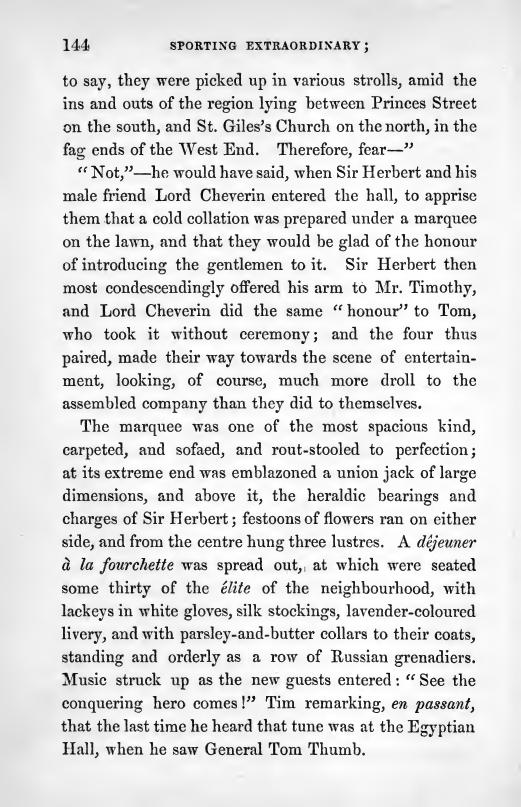 144 SPORTING EXTRAORDINARY;
to say, they were picked up in various strolls, amid the
ins and outs of the region lying between Princes Street
on the south, and St. Giles's Church on the north, in the
fag ends of the West End. Therefore, fear—”
“Not,”—he would have said, when Sir Herbert and his
male friend Lord Cheverin entered the hall, to apprise
them that a cold collation was prepared under a marquee
on the lawn, and that they would be glad of the honour
of introducing the gentlemen to it. Sir Herbert then
most condescendingly offered his arm to Mr. Timothy,
and Lord Cheverin did the same “honour” to Tom,
who took it without ceremony; and the four thus
paired, made their way towards the scene of entertain-
ment, looking, of course, much more droll to the
assembled company than they did to themselves.
The marquee was one of the most spacious kind,
carpeted, and sofaed, and rout-stooled to perfection;
at its extreme end was emblazoned a union jack of large
dimensions, and above it, the heraldic bearings and
charges of Sir Herbert; festoons of flowers ran on either
side, and from the centre hung three lustres. A déjeuner
à la fourchette was spread out, at which were seated
some thirty of the élite of the neighbourhood, with
lackeys in white gloves, silk stockings, lavender-coloured
livery, and with parsley-and-butter collars to their coats,
standing and orderly as a row of Russian grenadiers.
Music struck up as the new guests entered: “See the
conquering hero comes!” Tim remarking, en passant,
that the last time he heard that tune was at the Egyptian
Hall, when he saw General Tom Thumb.